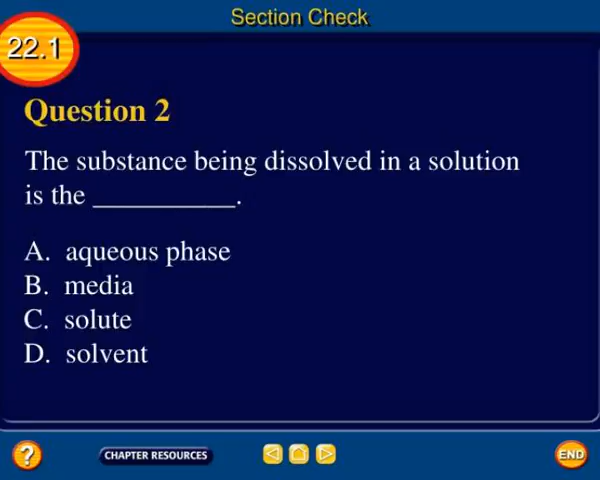 Section Check
22.1
Question 2
The substance being dissolved in a solution
is the __________.
A. aqueous phase
B. media
C. solute
D. solvent
?
CHAPTER RESOURCES
END